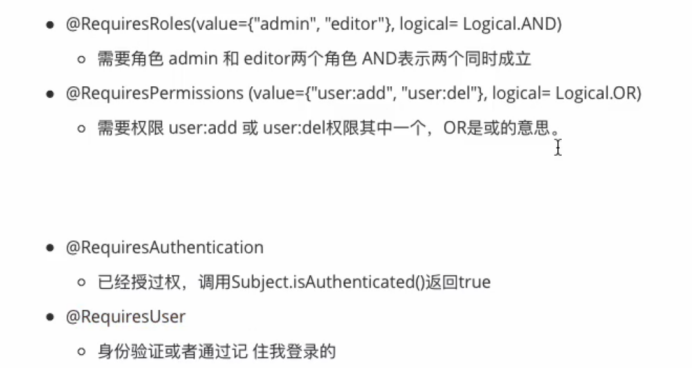 @RequiresRoles(value={"admin", "editor"}, logical= Logical.AND)
需要角色 admin 和 editor两个角色 AND表示两个同时成立
@RequiresPermissions (value={"user:add", "user:del"}, logical= Logical.OR)
需要权限 user:add 或 user:del权限其中一个，OR是或的意思。
@RequiresAuthentication
已经授过权，调用Subject.isAuthenticated()返回true
@RequiresUser
身份验证或者通过记 住我登录的